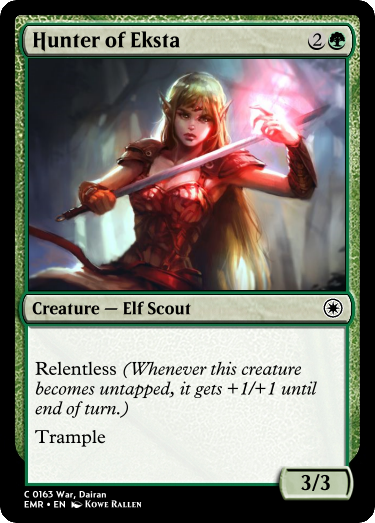 Hunter of Eksta 2
Creature — Elf Scout
Relentless (Whenever this creature
becomes untapped, it gets +1/+1 until
end of turn.)
Trample
3/3
C 0163 War, Dairan
EMR • EN Kowe Rallen